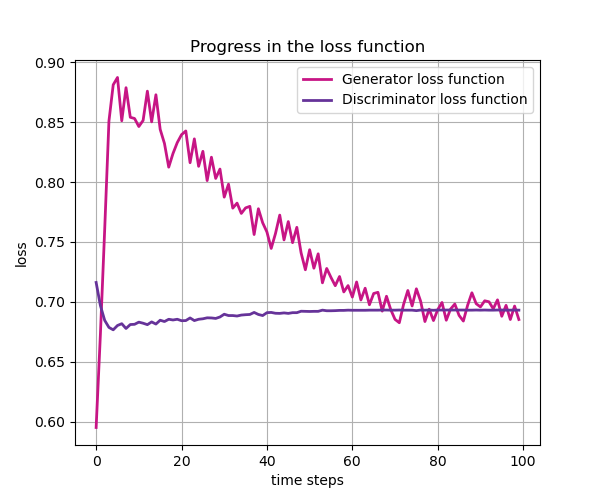 Progress in the loss function
Generator loss function
Discriminator loss function
loss
0.90
0.85
0.80
0.75
0.70
0.65
0.60
0 20 40 60 80 100
time steps